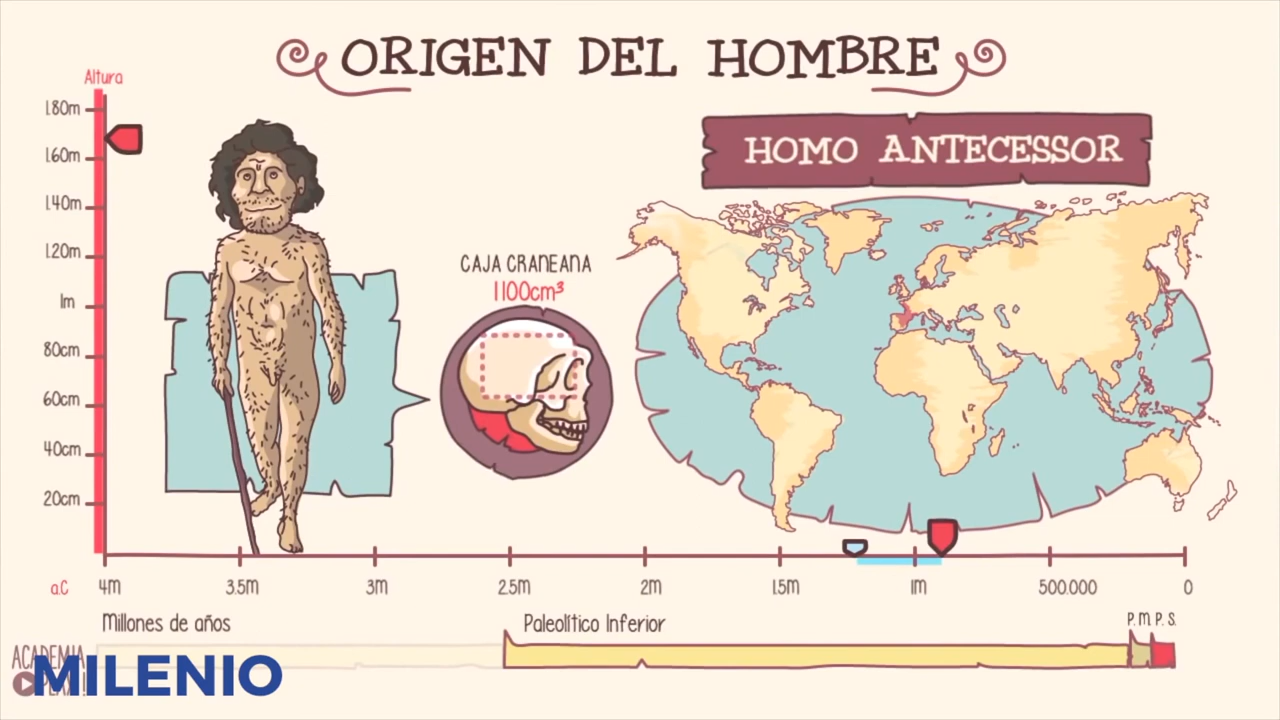 ORIGEN DEL HOMBRE
Altura
1.80m
1.60m
1.40m
1.20m
1m
80cm
60cm
40cm
20cm
HOMO ANTECESSOR
CAJA CRANEANA
1100cm³
a.C 4m 3.5m 3m 2.5m 2m 1.5m 1m 500.000 0
Millones de años
Paleolítico Inferior
P. M. P. S.
ACADEMIA
MILENIO